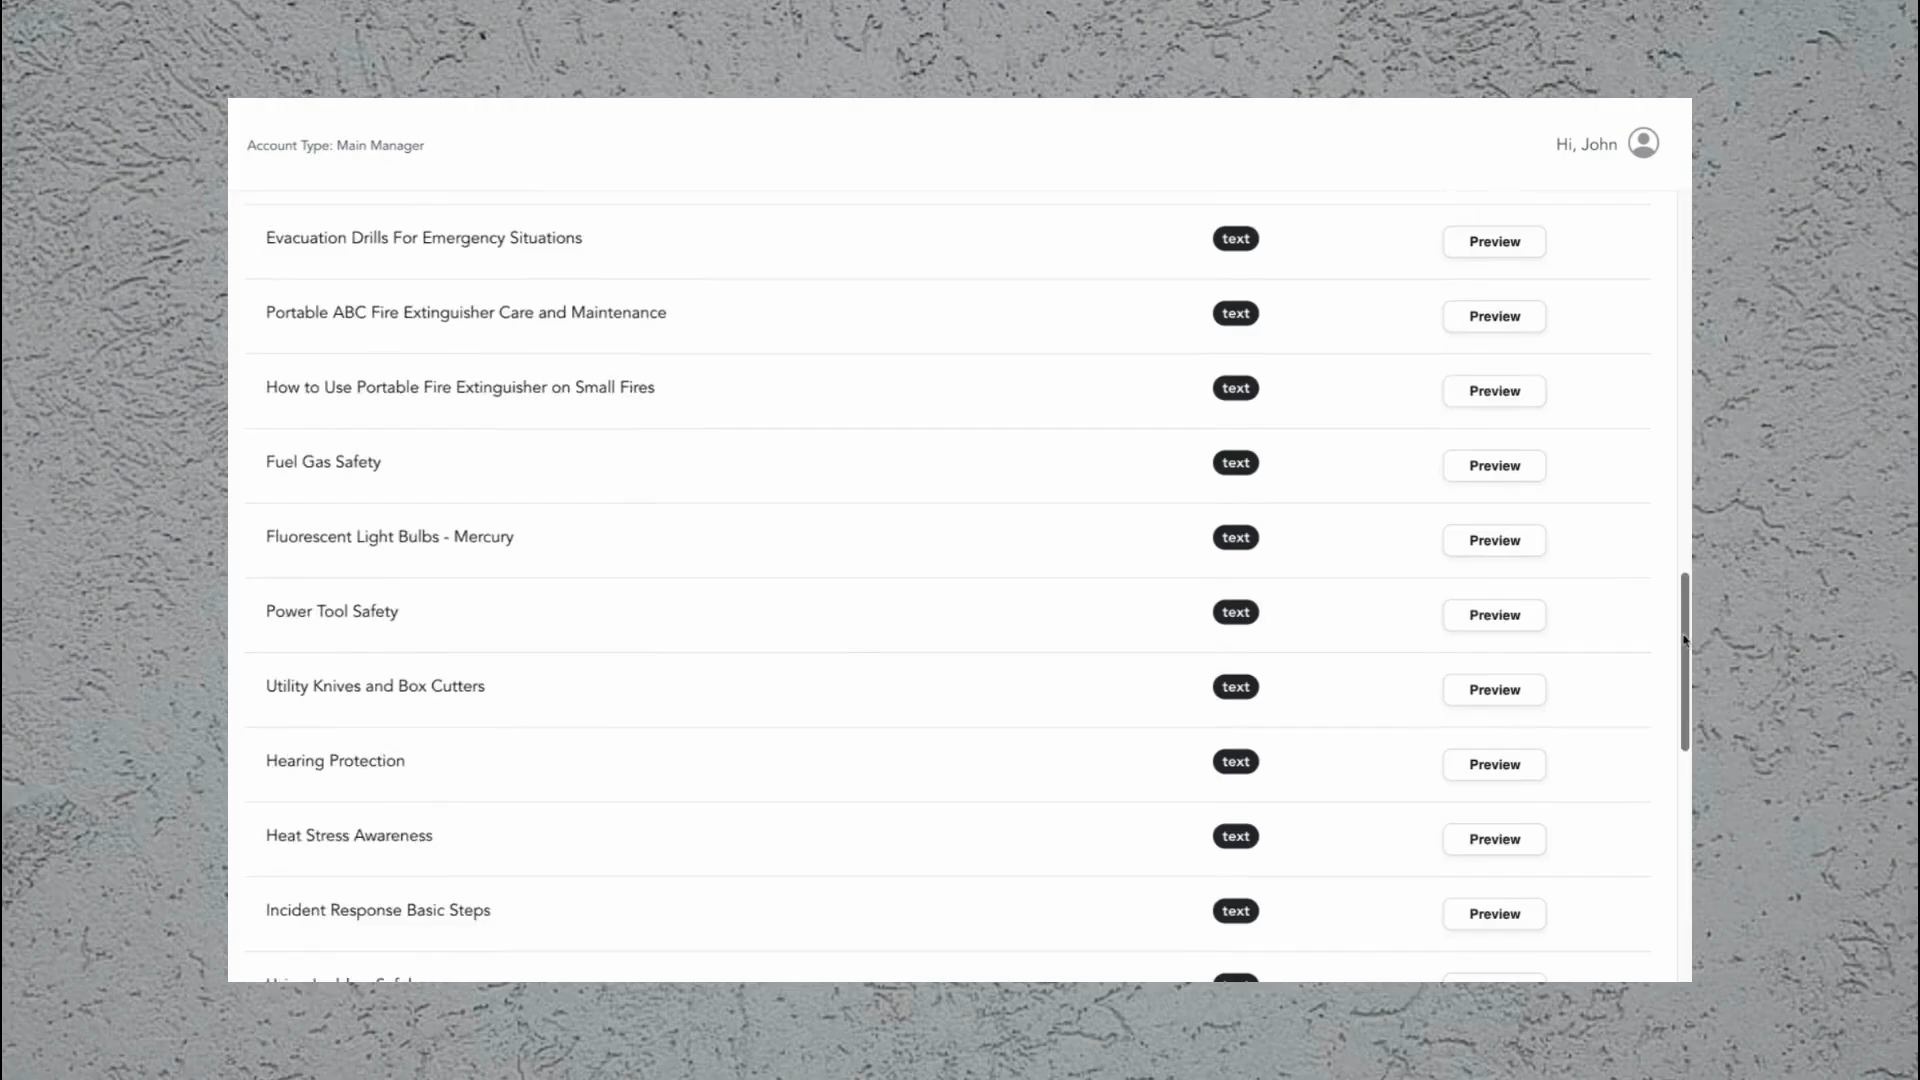 Account Type: Main Manager
Hi, John
Evacuation Drills For Emergency Situations text Preview
Portable ABC Fire Extinguisher Care and Maintenance text Preview
How to Use Portable Fire Extinguisher on Small Fires text Preview
Fuel Gas Safety text Preview
Fluorescent Light Bulbs - Mercury text Preview
Power Tool Safety text Preview
Utility Knives and Box Cutters text Preview
Hearing Protection text Preview
Heat Stress Awareness text Preview
Incident Response Basic Steps text Preview